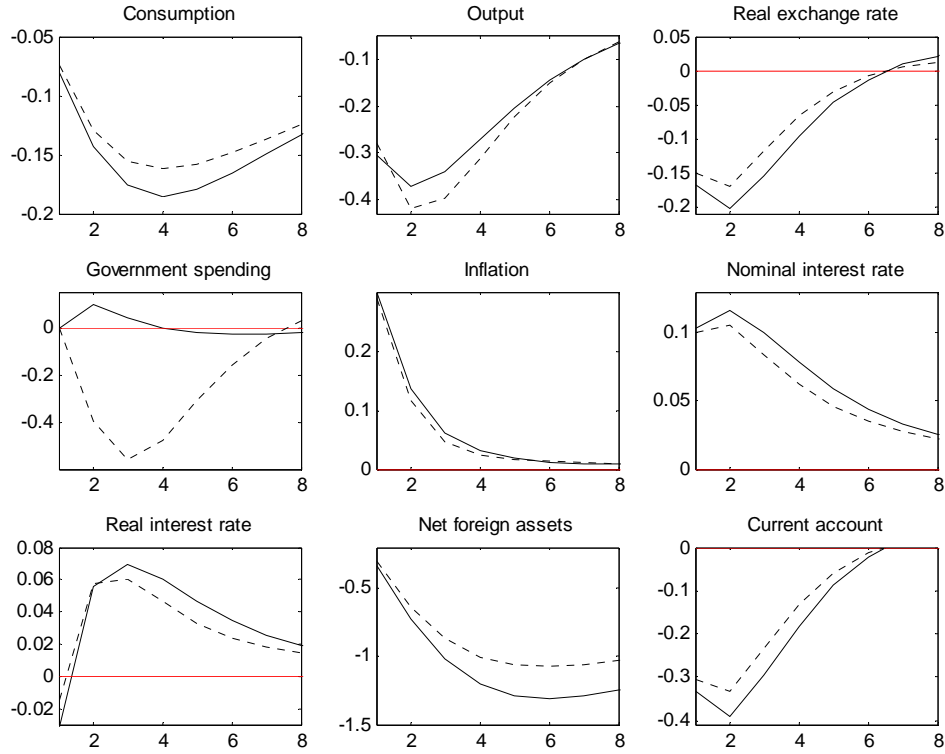 Consumption
-0.05
-0.1
-0.15
-0.2
2 4 6 8
Output
-0.1
-0.2
-0.3
-0.4
2 4 6 8
Real exchange rate
0.05
0
-0.05
-0.1
-0.15
-0.2
2 4 6 8
Government spending
0
-0.2
-0.4
2 4 6 8
Inflation
0.2
0.1
0
2 4 6 8
Nominal interest rate
0.1
0.05
0
2 4 6 8
Real interest rate
0.08
0.06
0.04
0.02
0
-0.02
2 4 6 8
Net foreign assets
-0.5
-1
-1.5
2 4 6 8
Current account
0
-0.1
-0.2
-0.3
-0.4
2 4 6 8